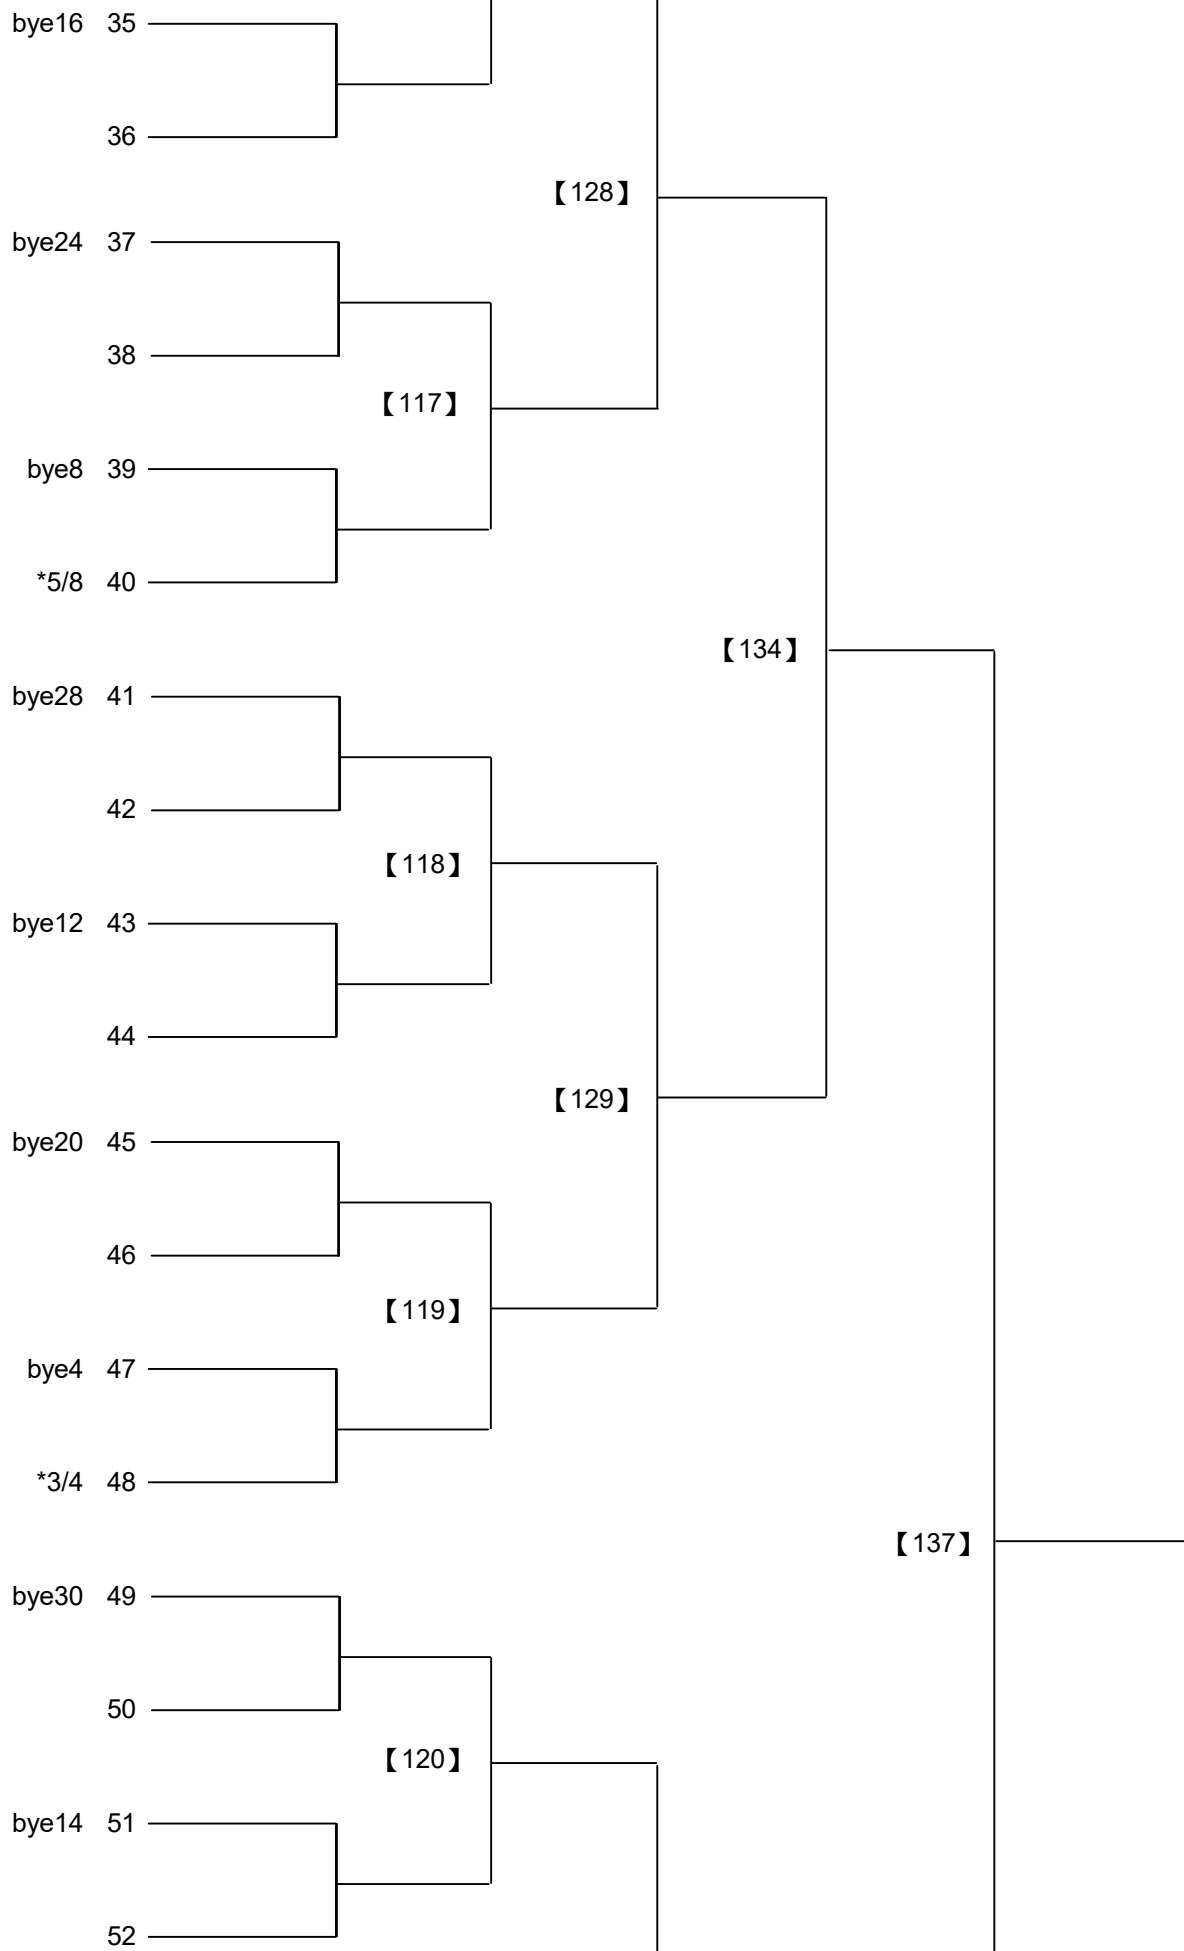 bye16 35
36
【128】
bye24 37
38
【117】
bye8 39
*5/8 40
【134】
bye28 41
42
【118】
bye12 43
44
【129】
bye20 45
46
【119】
bye4 47
*3/4 48
【137】
bye30 49
50
【120】
bye14 51
52